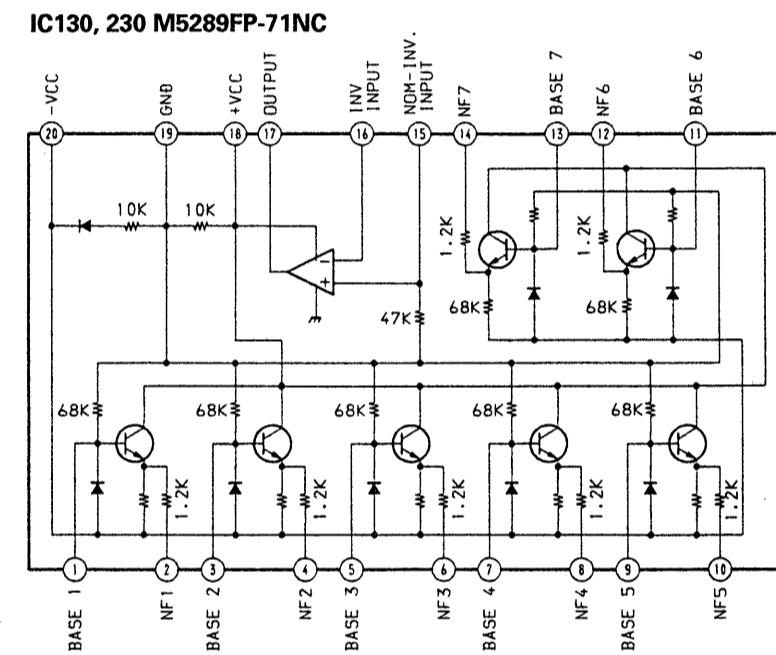 IC130, 230 M5289FP-71NC
-VCC
GND
+VCC
OUTPUT
INV
INPUT
NOM-INV.
INPUT
NF7
BASE 7
NF6
BASE 6
20
19
18
17
16
15
14
13
12
11
10K
10K
1.2K
1.2K
68K
68K
47K
68K
68K
68K
68K
68K
1.2K
1.2K
1.2K
1.2K
1.2K
1
2
3
4
5
6
7
8
9
10
BASE 1
NF1
BASE 2
NF2
BASE 3
NF3
BASE 4
NF4
BASE 5
NF5